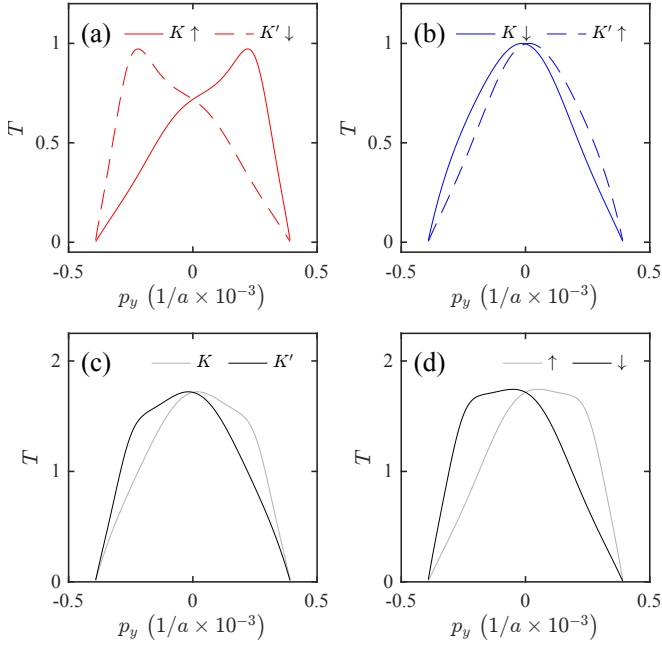 (a) K ↑ K′ ↓
1
0.5
0
T
-0.5 0 0.5
p_y (1/a × 10⁻³)
(b) K ↓ K′ ↑
1
0.5
0
T
-0.5 0 0.5
p_y (1/a × 10⁻³)
(c) K K′
2
1
0
T
-0.5 0 0.5
p_y (1/a × 10⁻³)
(d) ↑ ↓
2
1
0
T
-0.5 0 0.5
p_y (1/a × 10⁻³)